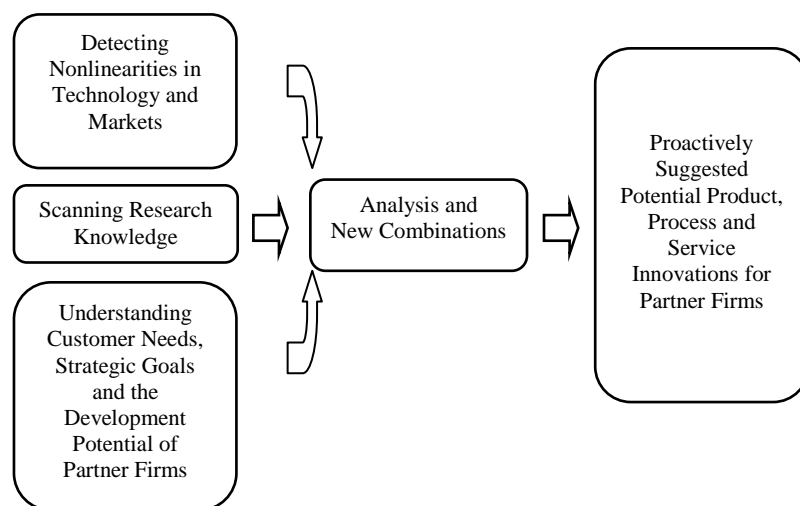 Detecting
Nonlinearities in
Technology and
Markets
Scanning Research
Knowledge
Understanding
Customer Needs,
Strategic Goals
and the
Development
Potential of
Partner Firms
Analysis and
New Combinations
Proactively
Suggested
Potential Product,
Process and
Service
Innovations for
Partner Firms